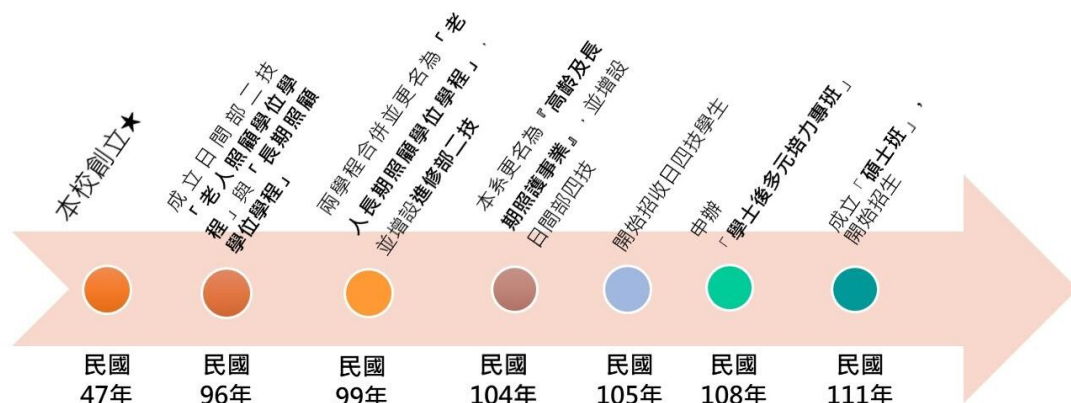 本校創立★
民國
47年
成立日間部二技
「老人照顧學位學
程」與「長期照顧
學位學程」
民國
96年
兩學程合併並更名為「老
人長期照顧學位學程」，
並增設進修部二技
民國
99年
本系更名為『高齡及長
期照護事業』，並增設
日間部四技
民國
104年
開始招收日四技學生
民國
105年
申辦
「學士後多元培力專班」
民國
108年
成立「碩士班」，
開始招生
民國
111年